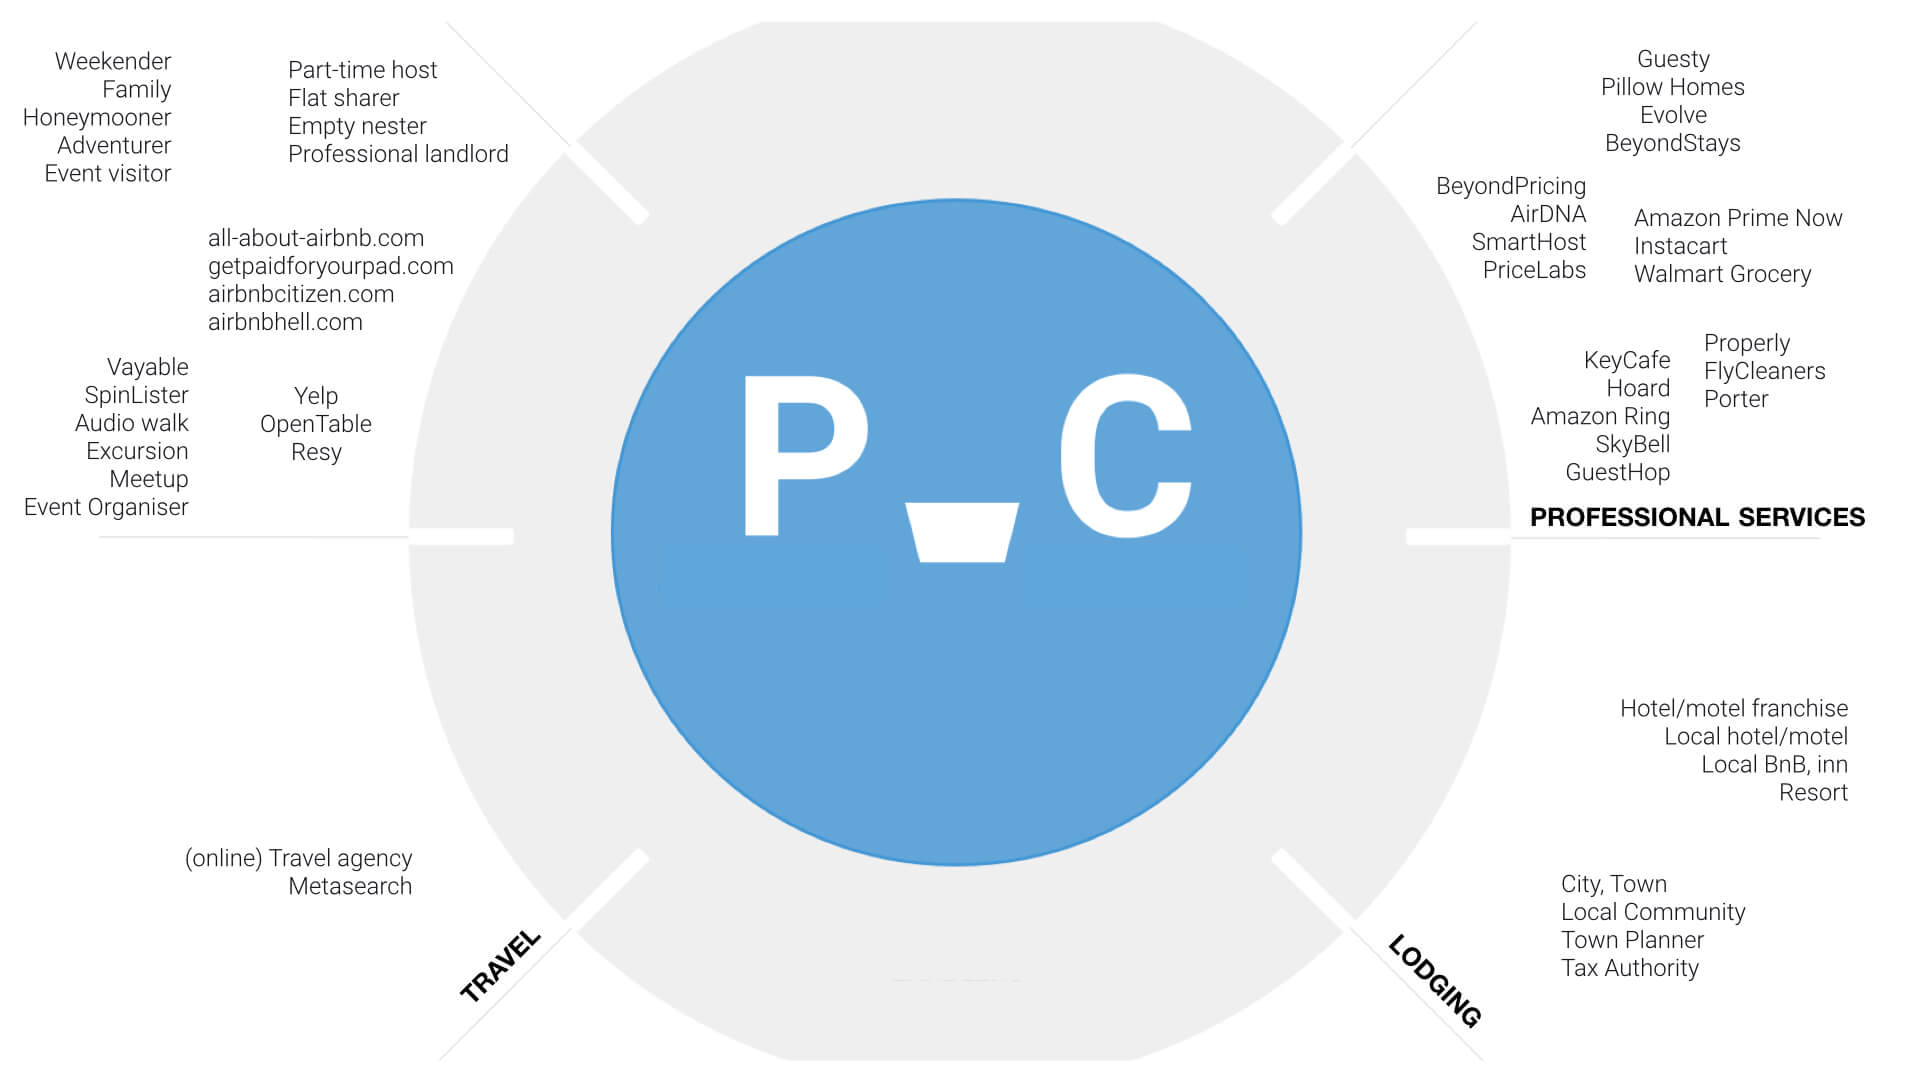 Weekender
Family
Honeymooner
Adventurer
Event visitor
Part-time host
Flat sharer
Empty nester
Professional landlord
all-about-airbnb.com
getpaidforyourpad.com
airbnbcitizen.com
airbnbhell.com
Vayable
SpinLister
Audio walk
Excursion
Meetup
Event Organiser
Yelp
OpenTable
Resy
(online) Travel agency
Metasearch
TRAVEL
P C
Guesty
Pillow Homes
Evolve
BeyondStays
BeyondPricing
AirDNA
SmartHost
PriceLabs
Amazon Prime Now
Instacart
Walmart Grocery
KeyCafe
Hoard
Amazon Ring
SkyBell
GuestHop
Properly
FlyCleaners
Porter
PROFESSIONAL SERVICES
Hotel/motel franchise
Local hotel/motel
Local BnB, inn
Resort
City, Town
Local Community
Town Planner
Tax Authority
LODGING